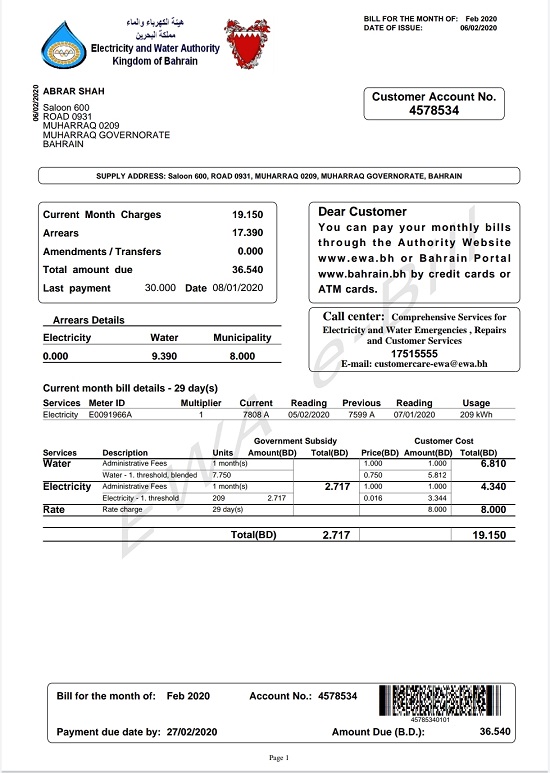 هيئة الكهرباء والماء
مملكة البحرين
Electricity and Water Authority
Kingdom of Bahrain
BILL FOR THE MONTH OF: Feb 2020
DATE OF ISSUE: 06/02/2020
06/02/2020
ABRAR SHAH
Saloon 600
ROAD 0931
MUHARRAQ 0209
MUHARRAQ GOVERNORATE
BAHRAIN
Customer Account No.
4578534
SUPPLY ADDRESS: Saloon 600, ROAD 0931, MUHARRAQ 0209, MUHARRAQ GOVERNORATE, BAHRAIN
Current Month Charges 19.150
Arrears 17.390
Amendments / Transfers 0.000
Total amount due 36.540
Last payment 30.000 Date 08/01/2020
Dear Customer
You can pay your monthly bills
through the Authority Website
www.ewa.bh or Bahrain Portal
www.bahrain.bh by credit cards or
ATM cards.
Call center: Comprehensive Services for
Electricity and Water Emergencies , Repairs
and Customer Services
17515555
E-mail: customercare-ewa@ewa.bh
Arrears Details
Electricity Water Municipality
0.000 9.390 8.000
Current month bill details - 29 day(s)
Services Meter ID Multiplier Current Reading Previous Reading Usage
Electricity E0091966A 1 7808 A 05/02/2020 7599 A 07/01/2020 209 kWh
Government Subsidy Customer Cost
Services Description Units Amount(BD) Total(BD) Price(BD) Amount(BD) Total(BD)
Water Administrative Fees 1 month(s) 1.000 1.000 6.810
Water - 1. threshold, blended 7.750 0.750 5.812
Electricity Administrative Fees 1 month(s) 2.717 1.000 1.000 4.340
Electricity - 1. threshold 209 2.717 0.016 3.344
Rate Rate charge 29 day(s) 8.000 8.000
Total(BD) 2.717 19.150
EWA e-Bill
Bill for the month of: Feb 2020 Account No.: 4578534
45785340101
Payment due date by: 27/02/2020 Amount Due (B.D.): 36.540
Page 1